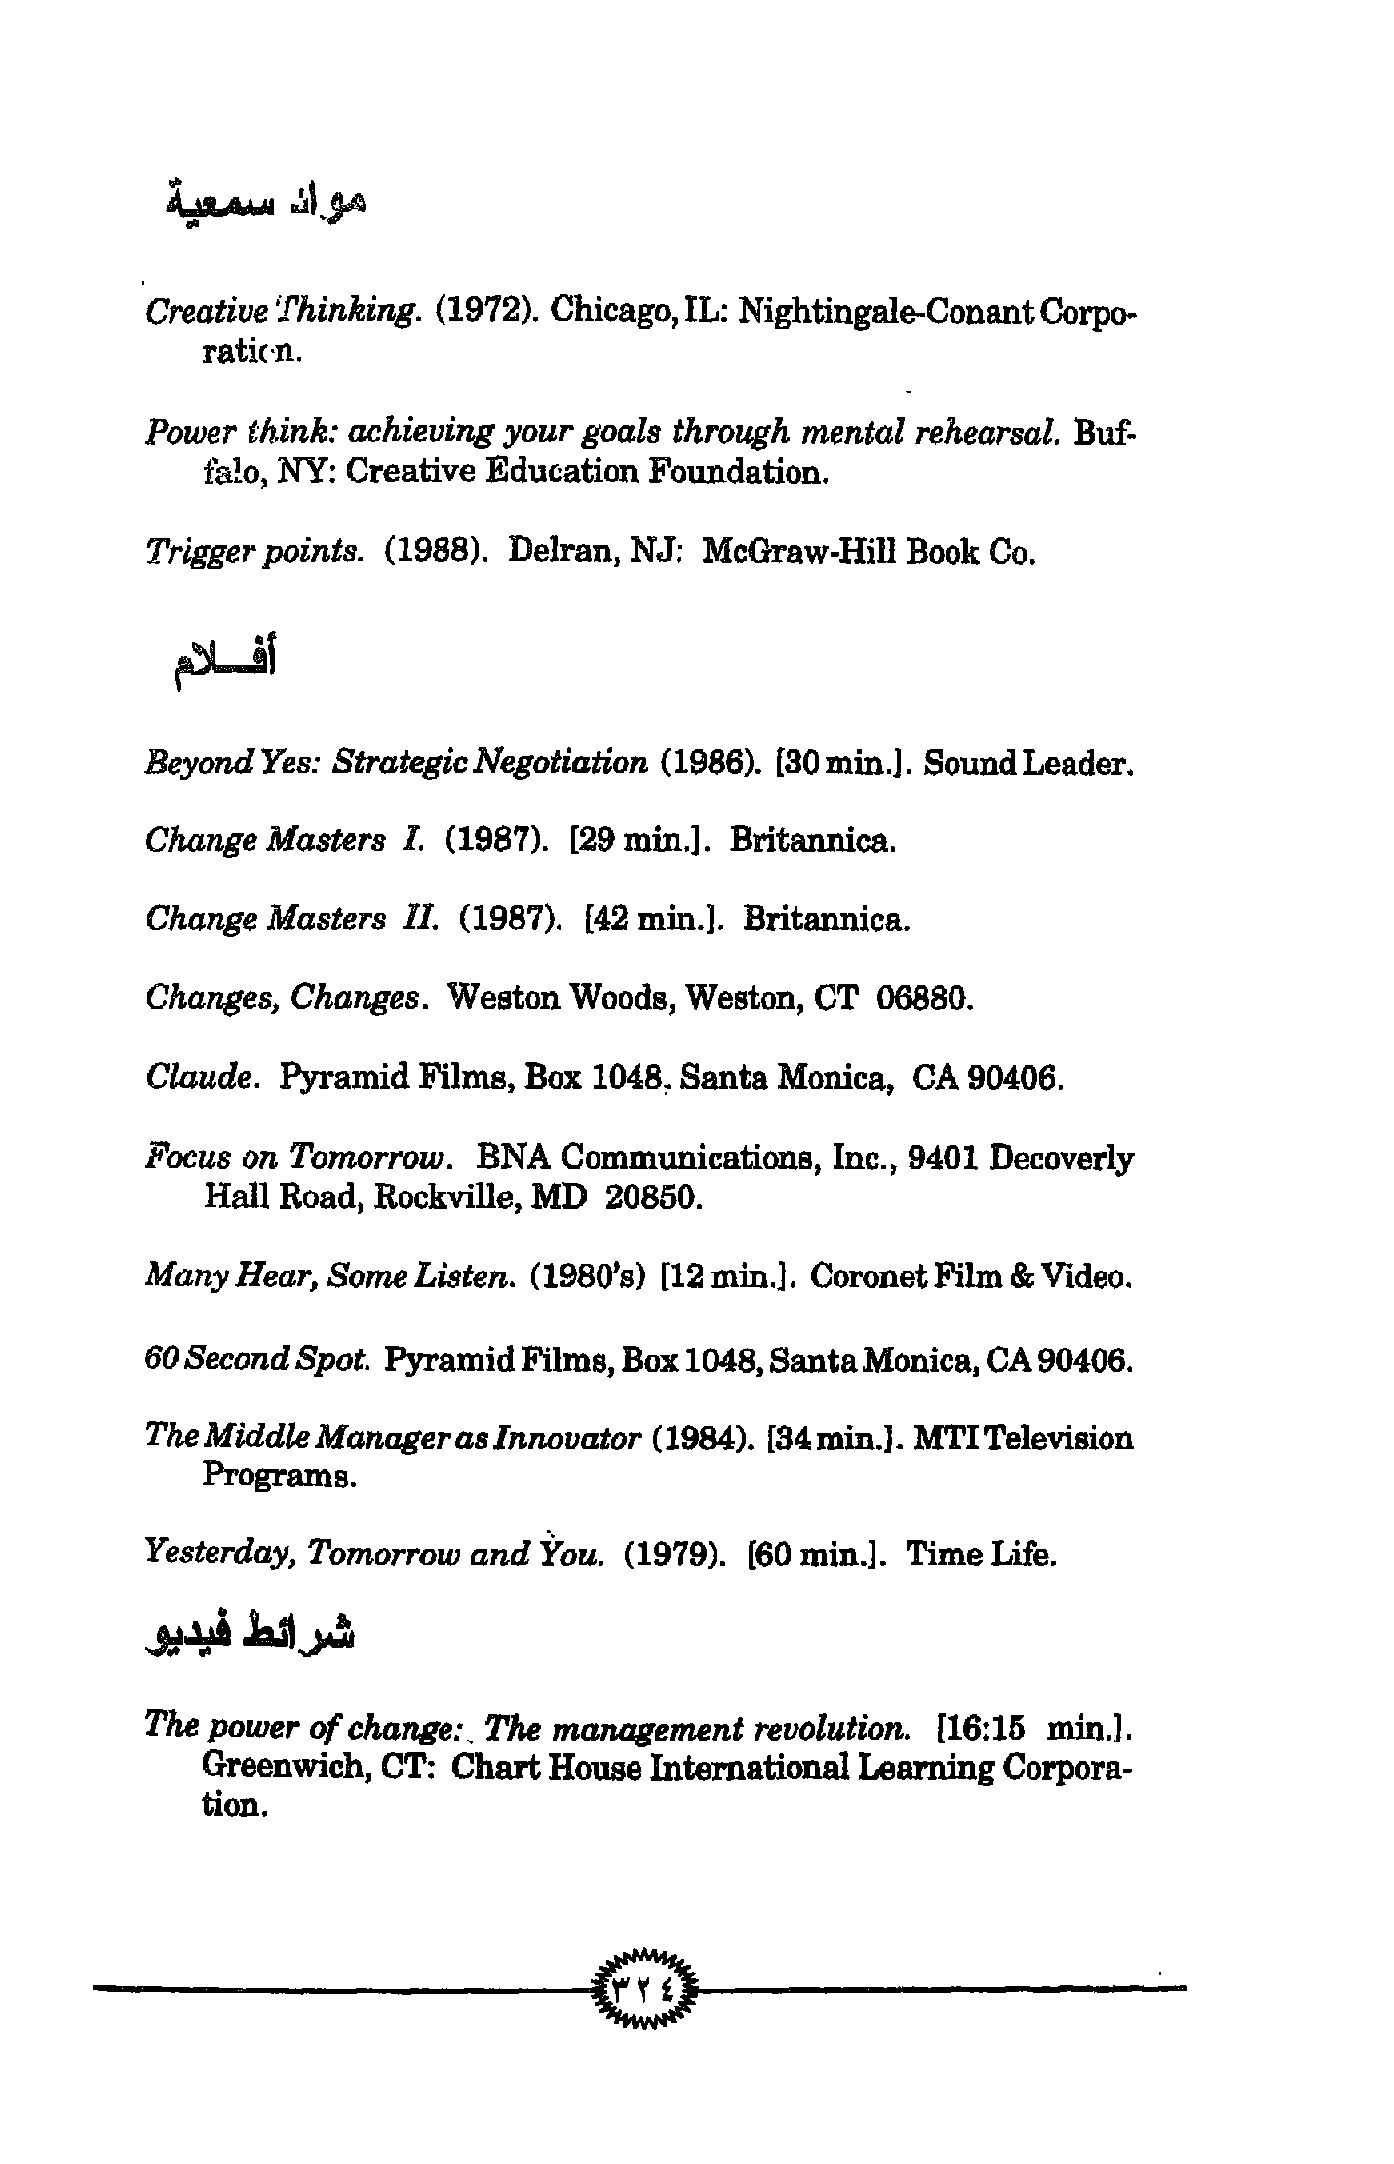 مواد سمعية
Creative Thinking. (1972). Chicago, IL: Nightingale-Conant Corpo-
ration.
Power think: achieving your goals through mental rehearsal. Buf-
falo, NY: Creative Education Foundation.
Trigger points. (1988). Delran, NJ: McGraw-Hill Book Co.
أفلام
Beyond Yes: Strategic Negotiation (1986). [30 min.]. Sound Leader.
Change Masters I. (1987). [29 min.]. Britannica.
Change Masters II. (1987). [42 min.]. Britannica.
Changes, Changes. Weston Woods, Weston, CT 06880.
Claude. Pyramid Films, Box 1048, Santa Monica, CA 90406.
Focus on Tomorrow. BNA Communications, Inc., 9401 Decoverly
Hall Road, Rockville, MD 20850.
Many Hear, Some Listen. (1980's) [12 min.]. Coronet Film & Video.
60 Second Spot. Pyramid Films, Box 1048, Santa Monica, CA 90406.
The Middle Manager as Innovator (1984). [34 min.]. MTI Television
Programs.
Yesterday, Tomorrow and You. (1979). [60 min.]. Time Life.
شرائط فيديو
The power of change: The management revolution. [16:15 min.].
Greenwich, CT: Chart House International Learning Corpora-
tion.
٣٢٤